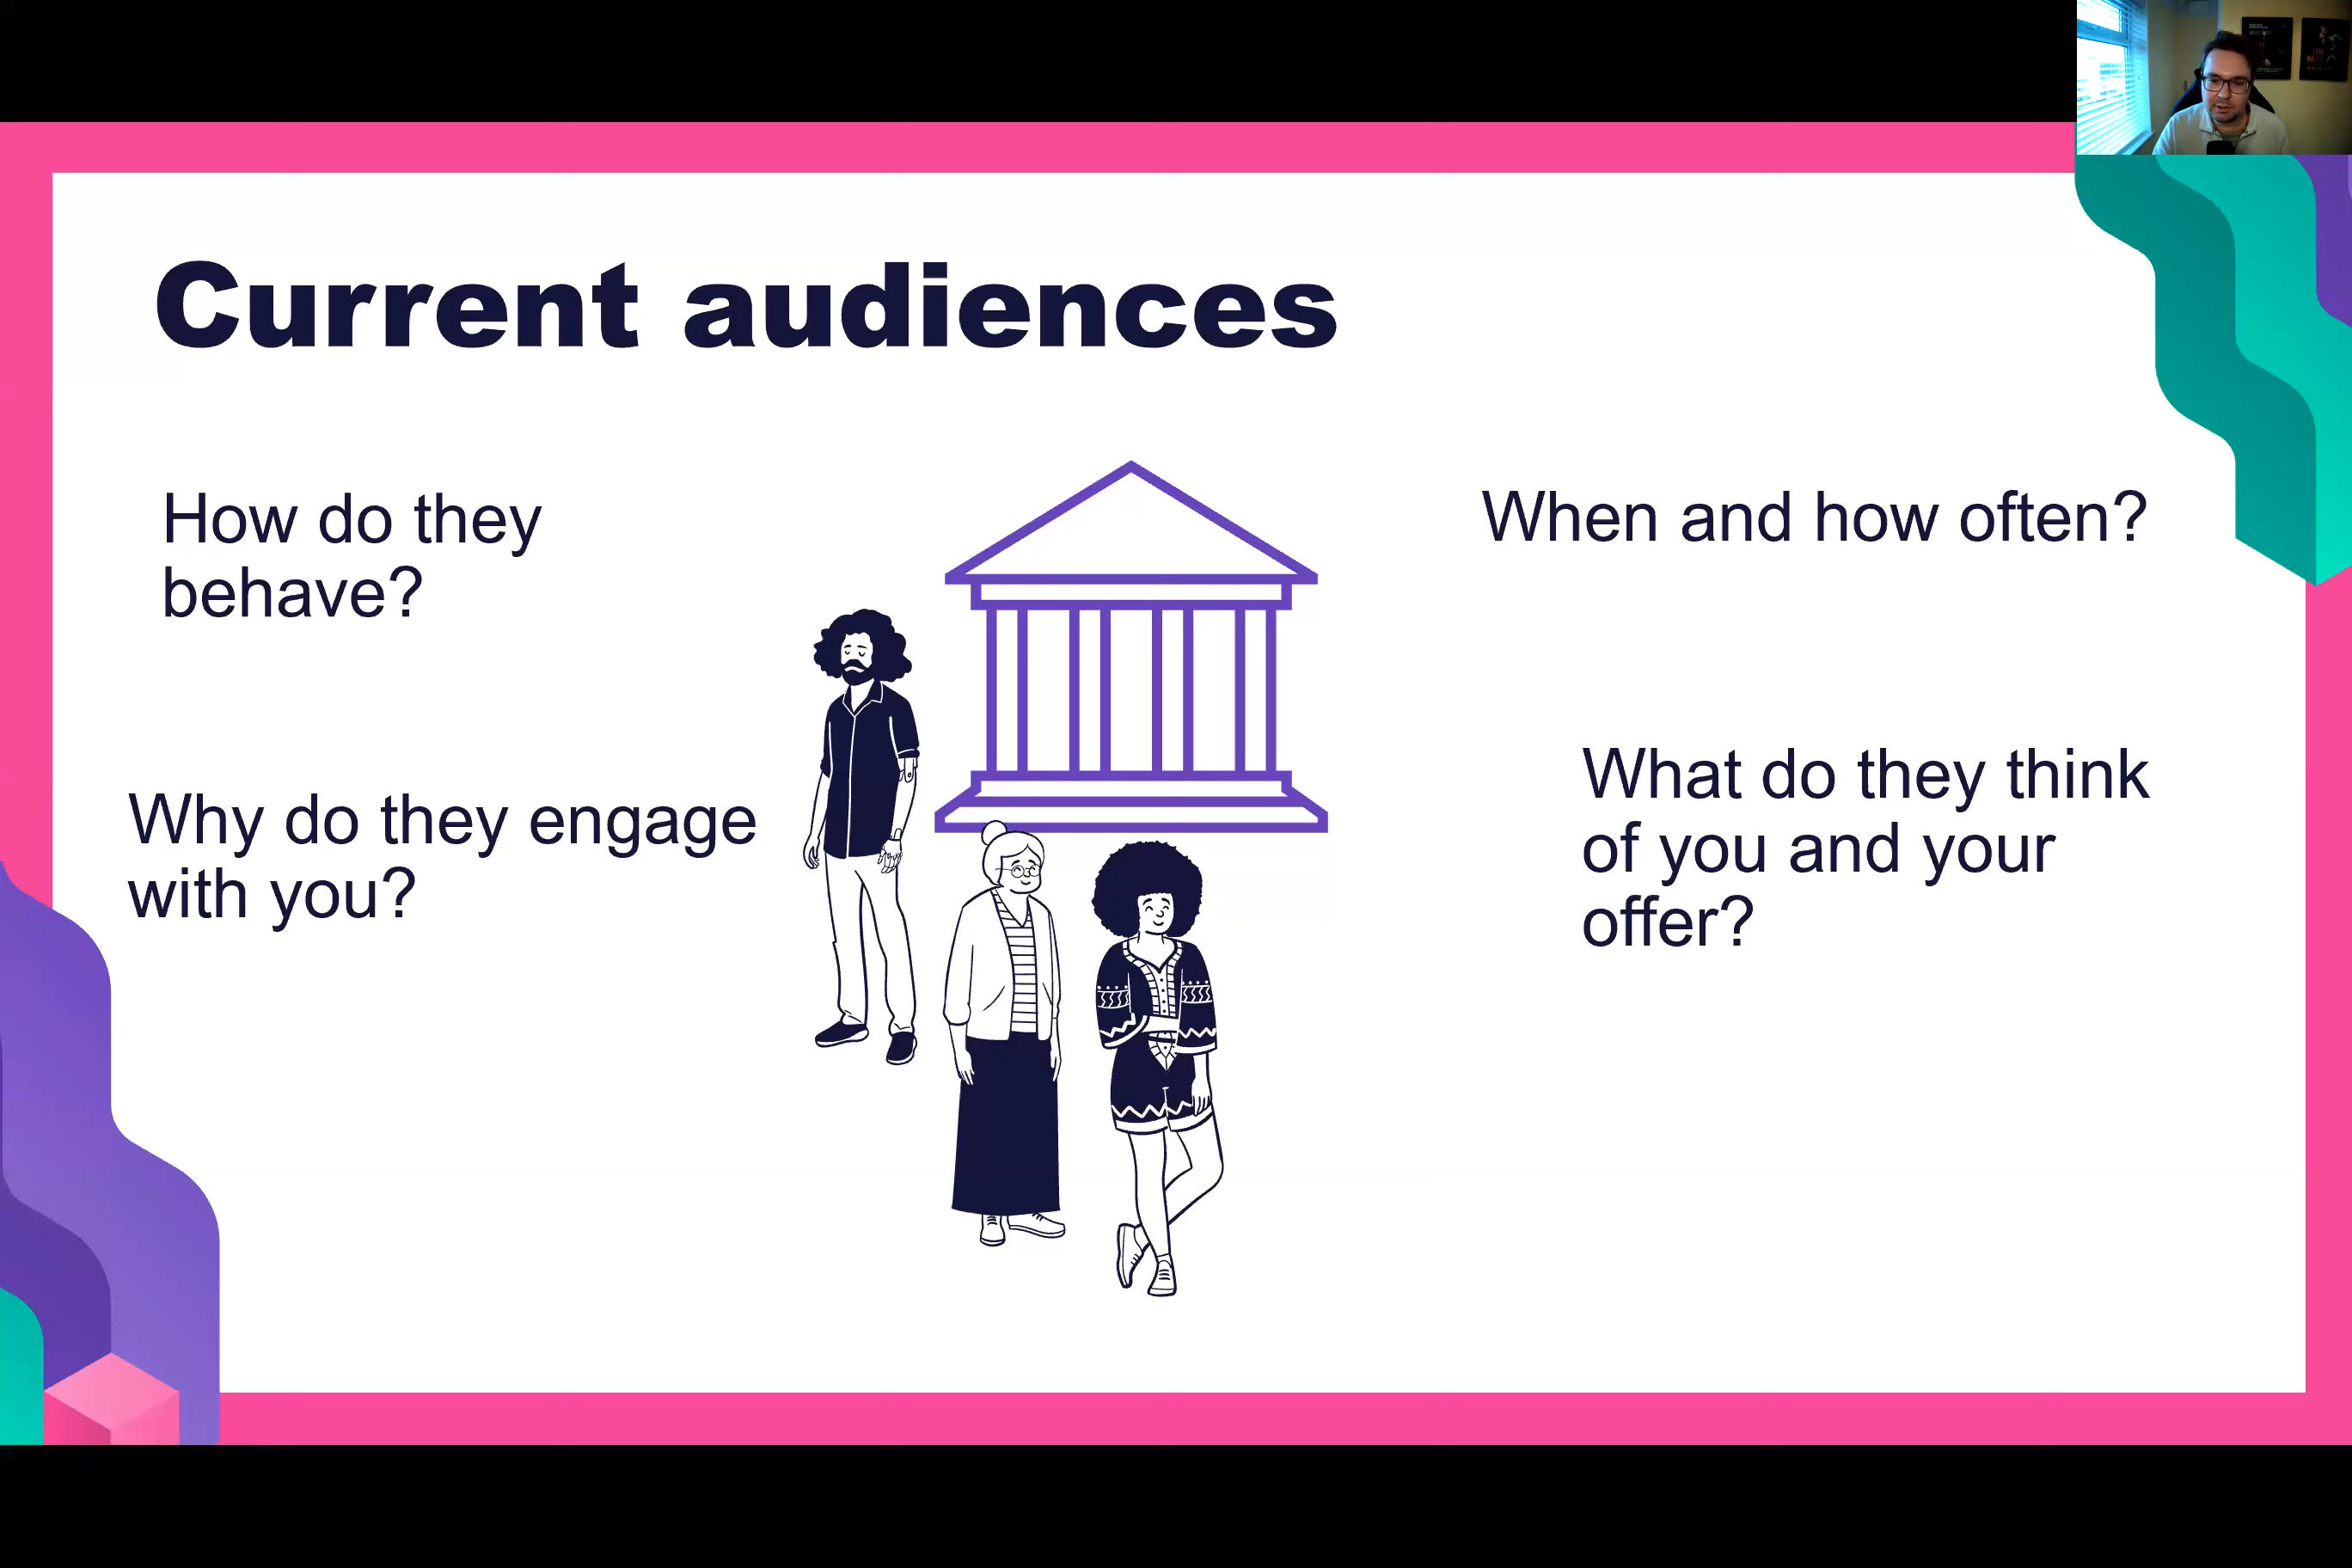 Current audiences
How do they
behave?
When and how often?
Why do they engage
with you?
What do they think
of you and your
offer?